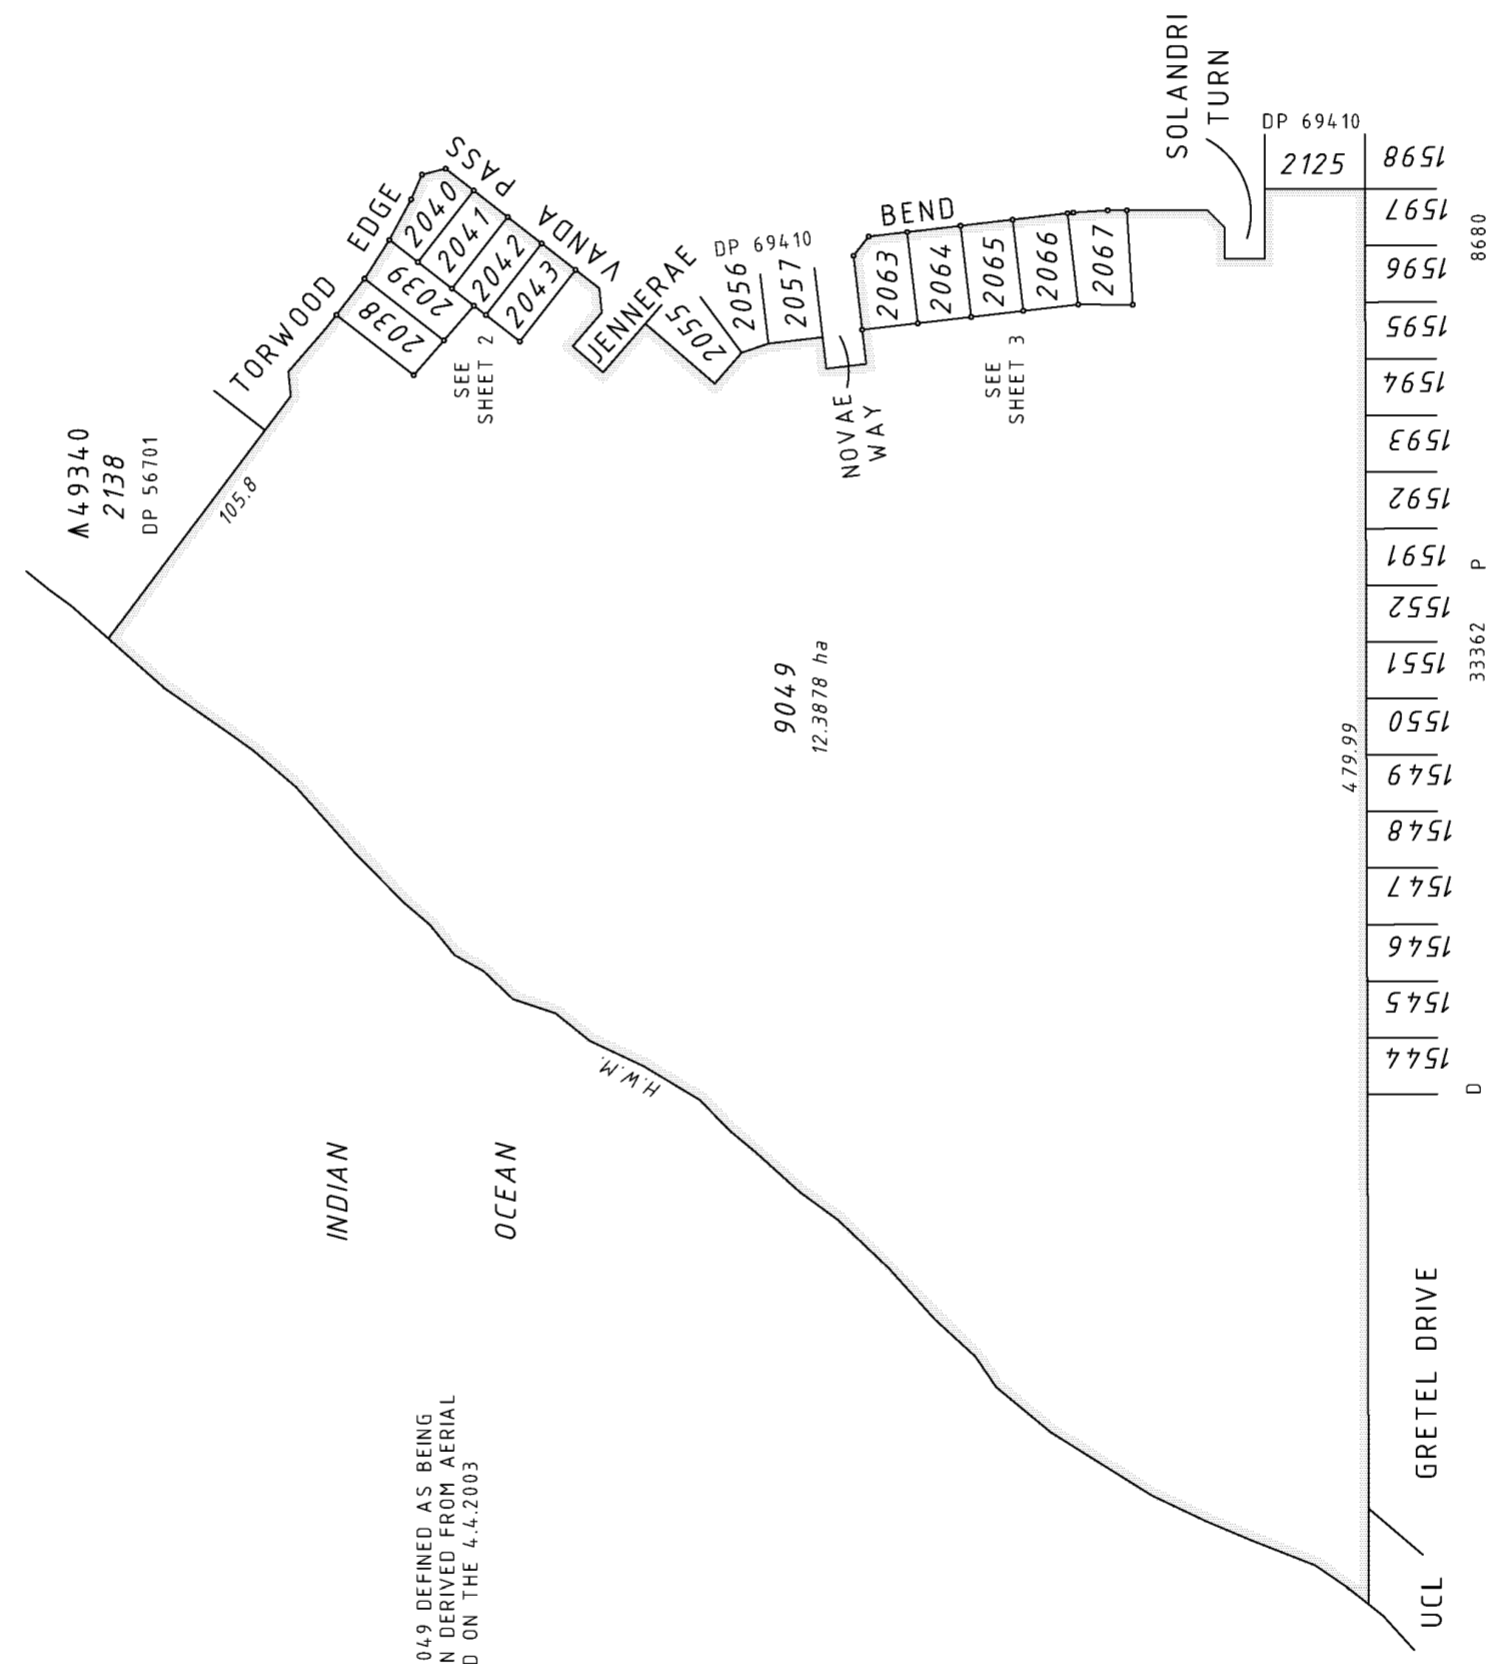 SOLANDRI
TURN
DP 69410
2125
TORWOOD EDGE
VANDA PASS
2040
2041
2042
2043
2039
2038
SEE
SHEET 2
JENNERAE
2055
2056
DP 69410
2057
BEND
2063
2064
2065
2066
2067
NOVAE
WAY
SEE
SHEET 3
49340
2138
DP 56701
105.8
9049
12.3878 ha
479.99
1598
1597
1596
1595
1594
1593
1592
1591
1552
1551
1550
1549
1548
1547
1546
1545
1544
8680
P
33362
D
H.W.M.
INDIAN
OCEAN
GRETEL DRIVE
UCL
049 DEFINED AS BEING
N DERIVED FROM AERIAL
D ON THE 4.4.2003